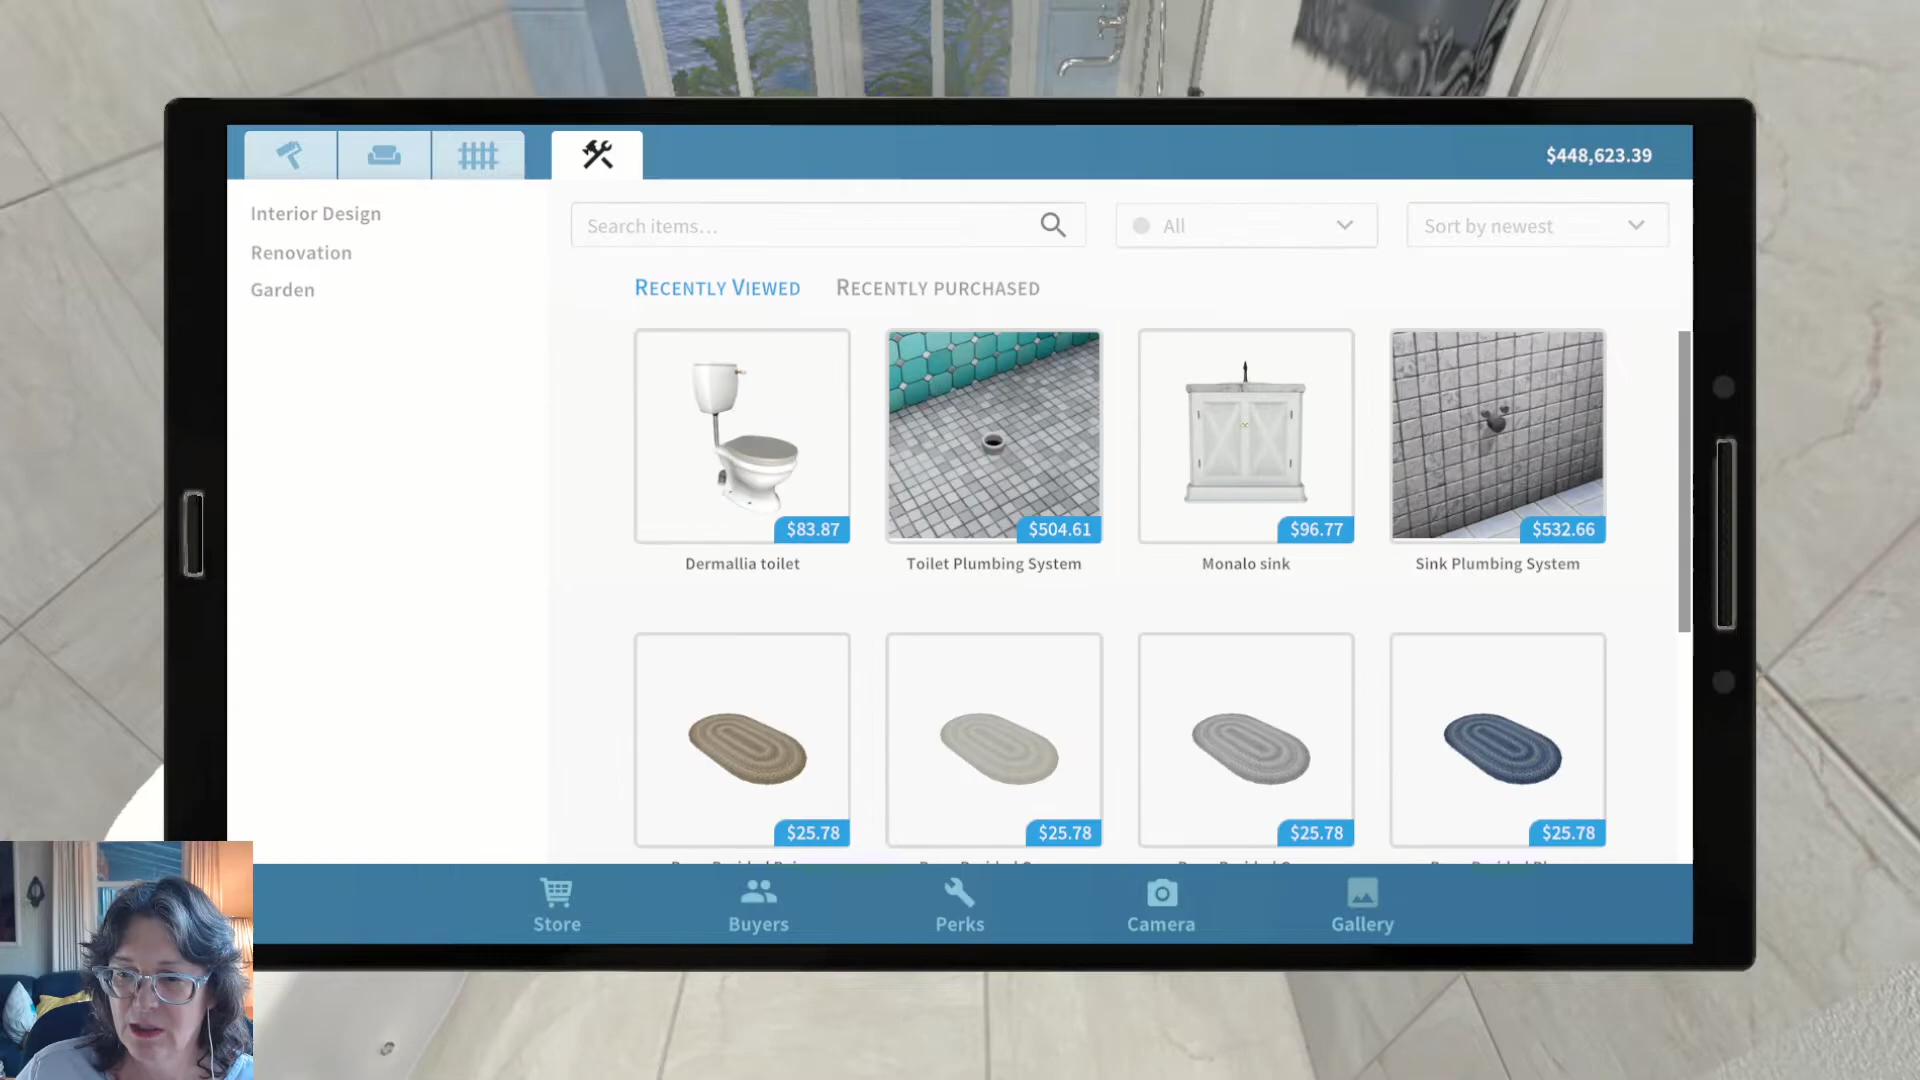 $448,623.39
Interior Design
Renovation
Garden
Search items...
All
Sort by newest
RECENTLY VIEWED
RECENTLY PURCHASED
$83.87
$504.61
$96.77
$532.66
Dermallia toilet
Toilet Plumbing System
Monalo sink
Sink Plumbing System
$25.78
$25.78
$25.78
$25.78
Store
Buyers
Perks
Camera
Gallery